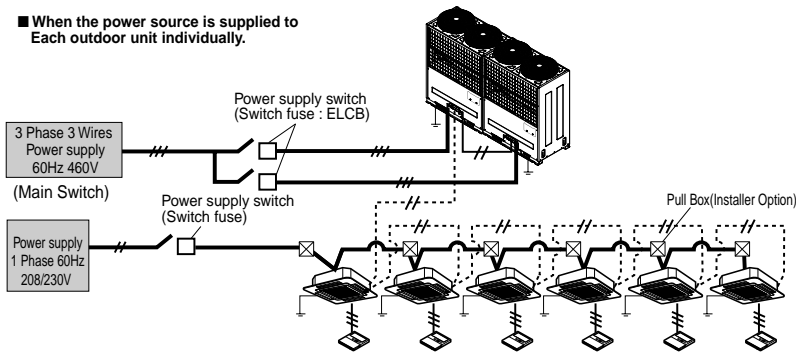 ■ When the power source is supplied to
Each outdoor unit individually.
Power supply switch
(Switch fuse : ELCB)
3 Phase 3 Wires
Power supply
60Hz 460V
(Main Switch)
Power supply switch
(Switch fuse)
Pull Box(Installer Option)
Power supply
1 Phase 60Hz
208/230V